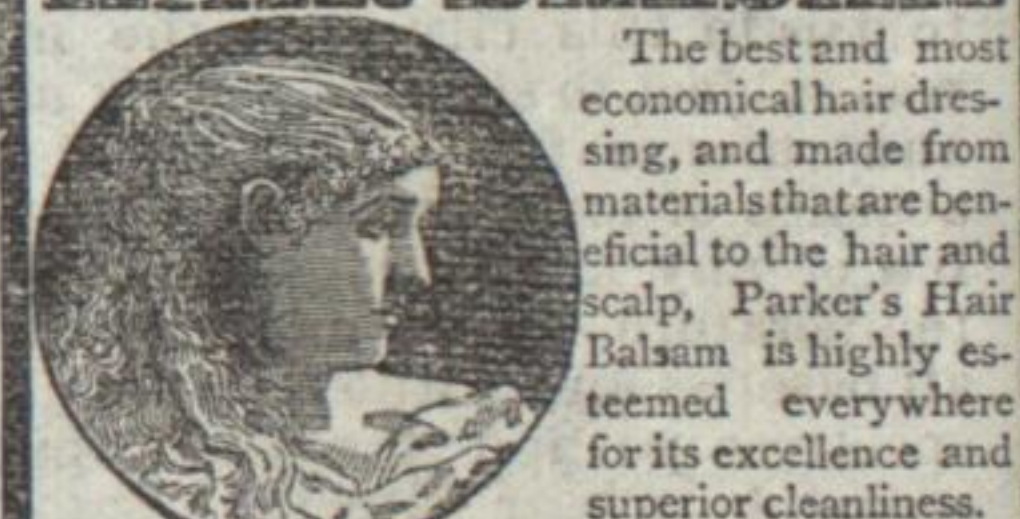 The best and most
economical hair dres-
sing, and made from
materials that are ben-
eficial to the hair and
scalp, Parker's Hair
Balsam is highly es-
teemed everywhere
for its excellence and
superior cleanliness.